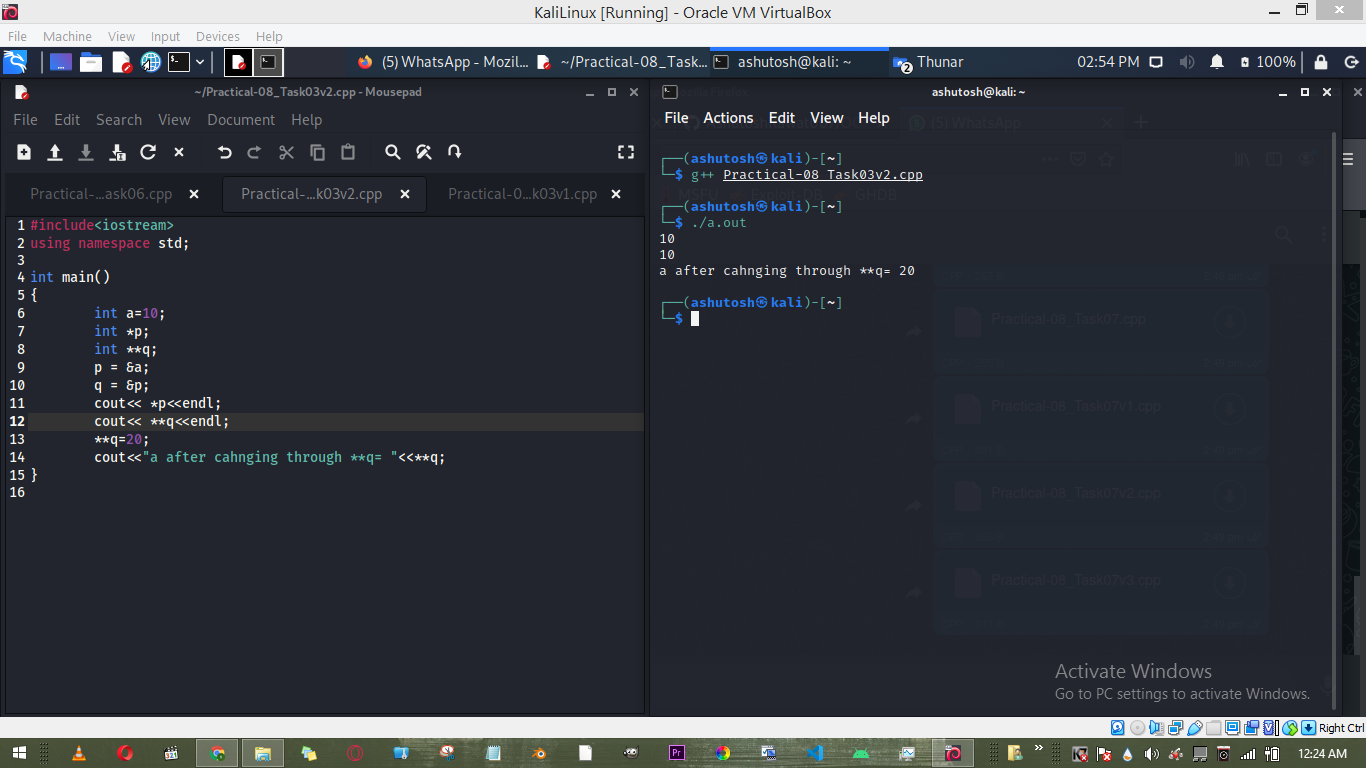 KaliLinux [Running] - Oracle VM VirtualBox
File Machine View Input Devices Help
(5) WhatsApp - Mozil... ~/Practical-08_Task... ashutosh@kali: ~ 2 Thunar 02:54 PM 100%
~/Practical-08_Task03v2.cpp - Mousepad
File Edit Search View Document Help
Practical-...ask06.cpp Practical-...k03v2.cpp Practical-0...k03v1.cpp
1 #include<iostream>
2 using namespace std;
3
4 int main()
5 {
6 int a=10;
7 int *p;
8 int **q;
9 p = &a;
10 q = &p;
11 cout<< *p<<endl;
12 cout<< **q<<endl;
13 **q=20;
14 cout<<"a after cahnging through **q= "<<**q;
15 }
16
ashutosh@kali: ~
File Actions Edit View Help
(5) WhatsApp
GHDB
┌──(ashutosh㉿kali)-[~]
└─$ g++ Practical-08_Task03v2.cpp
┌──(ashutosh㉿kali)-[~]
└─$ ./a.out
10
10
a after cahnging through **q= 20
┌──(ashutosh㉿kali)-[~]
└─$
Practical-08_Task07.cpp
Practical-08_Task07v1.cpp
Practical-08_Task07v2.cpp
Practical-08_Task07v3.cpp
Activate Windows
Go to PC settings to activate Windows.
Right Ctrl
Pr
12:24 AM